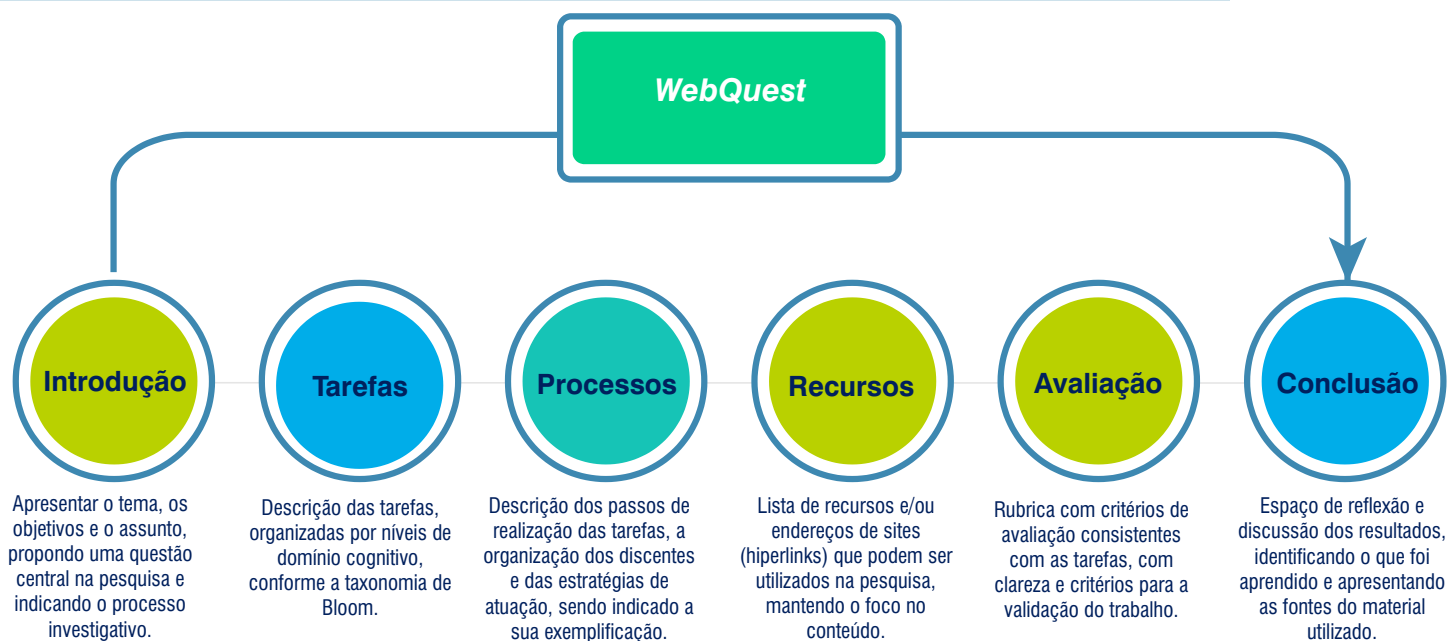 WebQuest
Introdução
Tarefas
Processos
Recursos
Avaliação
Conclusão
Apresentar o tema, os
objetivos e o assunto,
propondo uma questão
central na pesquisa e
indicando o processo
investigativo.
Descrição das tarefas,
organizadas por níveis de
domínio cognitivo,
conforme a taxonomia de
Bloom.
Descrição dos passos de
realização das tarefas, a
organização dos discentes
e das estratégias de
atuação, sendo indicado a
sua exemplificação.
Lista de recursos e/ou
endereços de sites
(hiperlinks) que podem ser
utilizados na pesquisa,
mantendo o foco no
conteúdo.
Rubrica com critérios de
avaliação consistentes
com as tarefas, com
clareza e critérios para a
validação do trabalho.
Espaço de reflexão e
discussão dos resultados,
identificando o que foi
aprendido e apresentando
as fontes do material
utilizado.